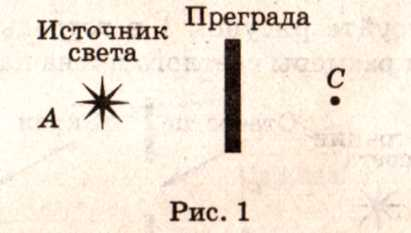 Преграда
Источник
света
A
C
Рис. 1